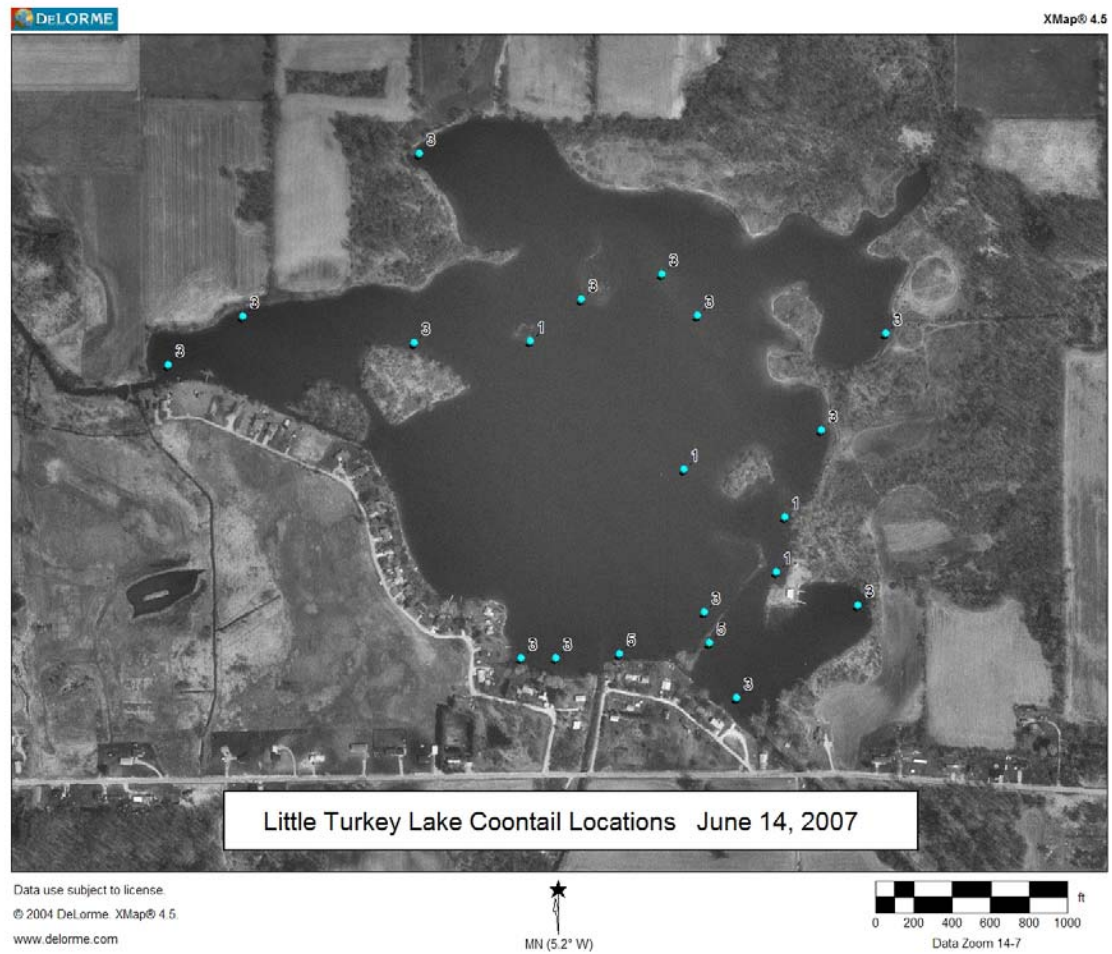 DELORME
XMap® 4.5
3
3
3
3
3
3
3
1
3
3
3
1
1
1
3
3
5
5
3
3
3
Little Turkey Lake Coontail Locations June 14, 2007
Data use subject to license.
© 2004 DeLorme. XMap® 4.5.
www.delorme.com
MN (5.2° W)
ft
0 200 400 600 800 1000
Data Zoom 14-7